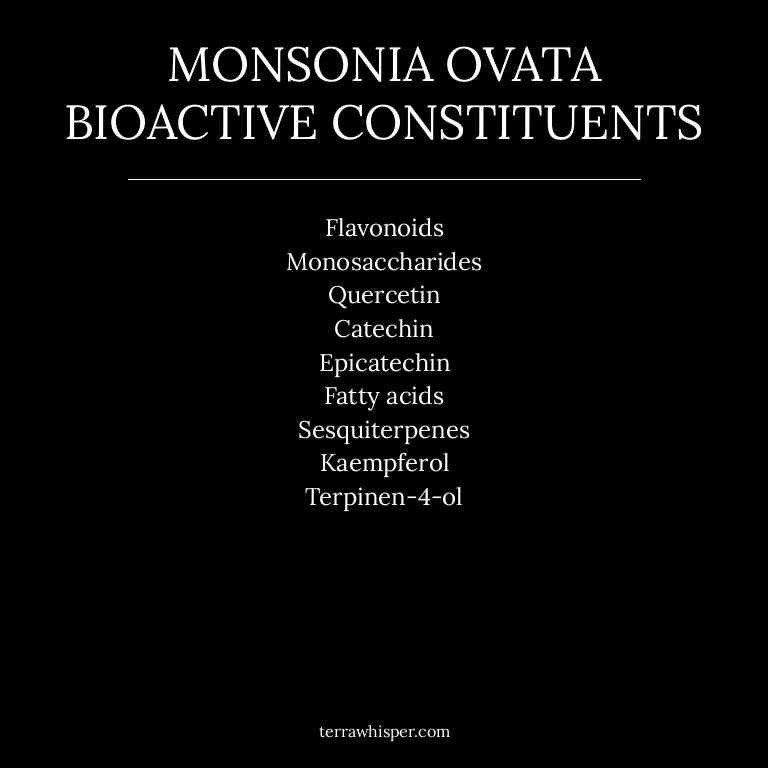 MONSONIA OVATA
BIOACTIVE CONSTITUENTS
Flavonoids
Monosaccharides
Quercetin
Catechin
Epicatechin
Fatty acids
Sesquiterpenes
Kaempferol
Terpinen-4-ol
terrawhisper.com